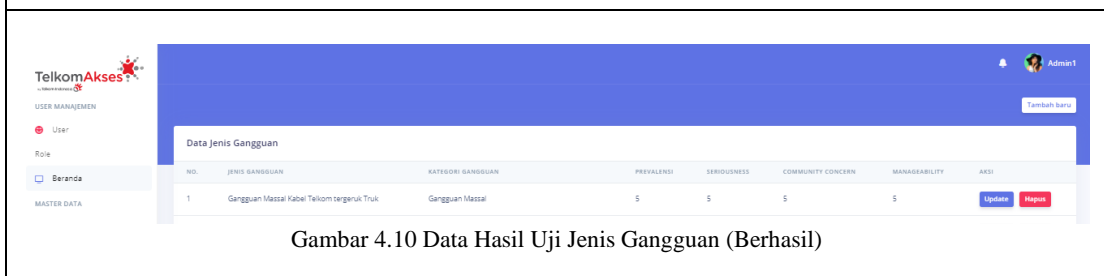 TelkomAkses
Admin1
USER MANAJEMEN
Tambah baru
User
Data Jenis Gangguan
Role
NO. JENIS GANGGUAN KATEGORI GANGGUAN PREVALENSI SERIOUSNESS COMMUNITY CONCERN MANAGEABILITY AKSI
Beranda
1 Gangguan Massal Kabel Telkom tergeruk Truk Gangguan Massal 5 5 5 5 Update Hapus
MASTER DATA
Gambar 4.10 Data Hasil Uji Jenis Gangguan (Berhasil)